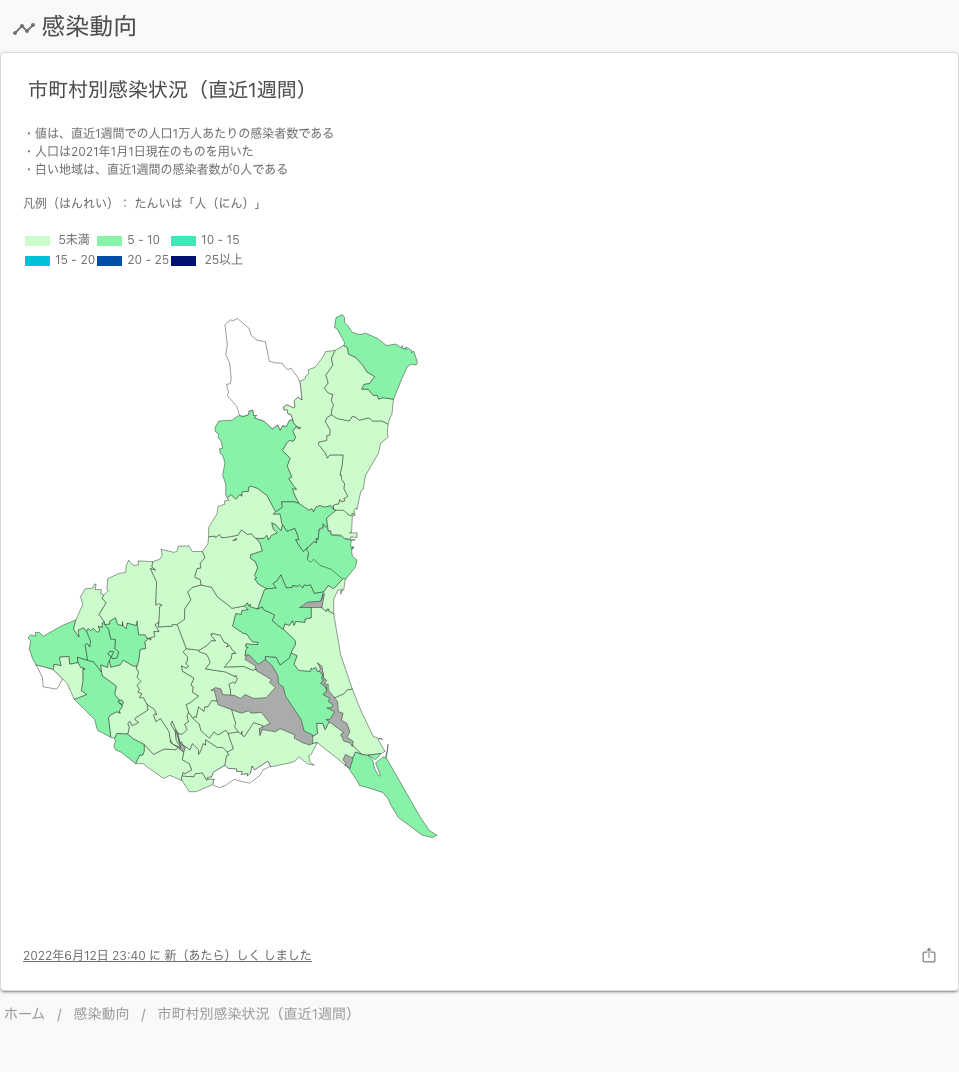 感染動向
市町村別感染状況（直近1週間）
・値は、直近1週間での人口1万人あたりの感染者数である
・人口は2021年1月1日現在のものを用いた
・白い地域は、直近1週間の感染者数が0人である
凡例（はんれい）： たんいは「人（にん）」
5未満 5 - 10 10 - 15
15 - 20 20 - 25 25以上
2022年6月12日 23:40 に 新（あたら）しく しました
ホーム / 感染動向 / 市町村別感染状況（直近1週間）